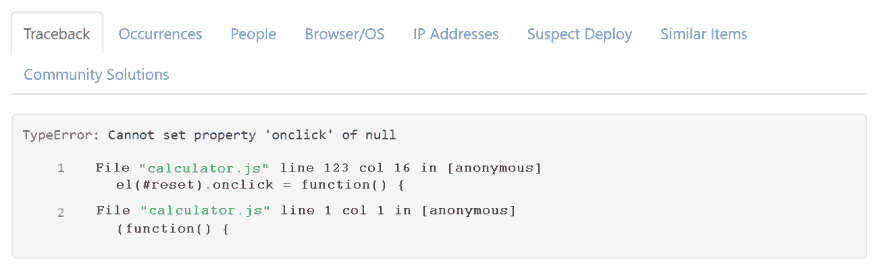 Traceback Occurrences People Browser/OS IP Addresses Suspect Deploy Similar Items
Community Solutions
TypeError: Cannot set property 'onclick' of null
1 File "calculator.js" line 123 col 16 in [anonymous]
el(#reset).onclick = function() {
2 File "calculator.js" line 1 col 1 in [anonymous]
(function() {